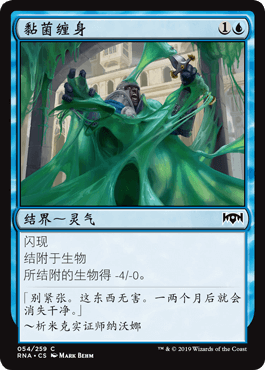 黏菌缠身 1
结界～灵气
闪现
结附于生物
所结附的生物得 -4/-0。
「别紧张。这东西无害。一两个月后就会
消失干净。」
～析米克实证师纳沃娜
054/259 C
RNA • CS MARK BEHM
™ & © 2019 Wizards of the Coast